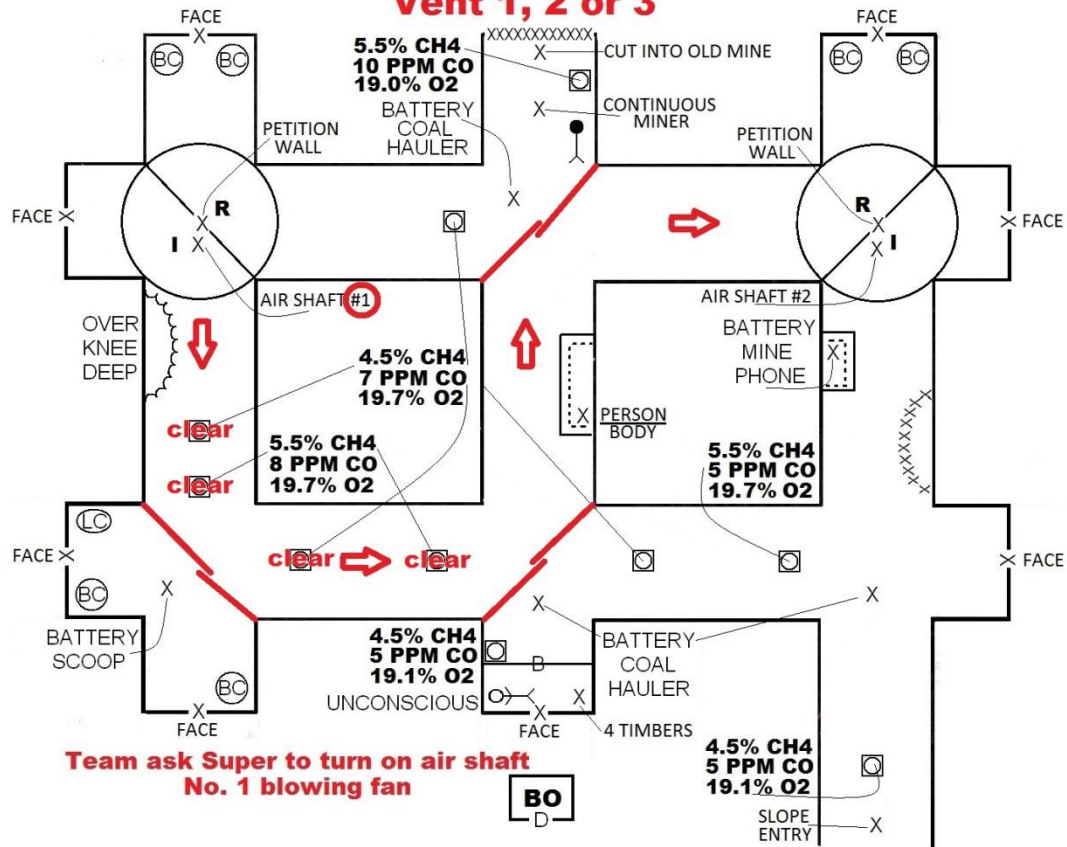 Vent 1, 2 or 3
FACE
FACE
BC
BC
5.5% CH4
10 PPM CO
19.0% O2
XXXXXXXXXXXX
X
CUT INTO OLD MINE
BC
BC
BATTERY
COAL
HAULER
X
CONTINUOUS
MINER
PETITION
WALL
PETITION
WALL
FACE X
X R
I X
X
R
X I
X
X FACE
AIR SHAFT #1
AIR SHAFT #2
OVER
KNEE
DEEP
BATTERY
MINE
PHONE
X
4.5% CH4
7 PPM CO
19.7% O2
clear
X PERSON
BODY
5.5% CH4
8 PPM CO
19.7% O2
clear
5.5% CH4
5 PPM CO
19.7% O2
LC
FACE X
clear
clear
X FACE
BC
X
X
X
BATTERY
SCOOP
BC
X
FACE
4.5% CH4
5 PPM CO
19.1% O2
B
UNCONSCIOUS
X
X
FACE
4 TIMBERS
BATTERY
COAL
HAULER
Team ask Super to turn on air shaft
No. 1 blowing fan
BO
D
4.5% CH4
5 PPM CO
19.1% O2
SLOPE
ENTRY
X